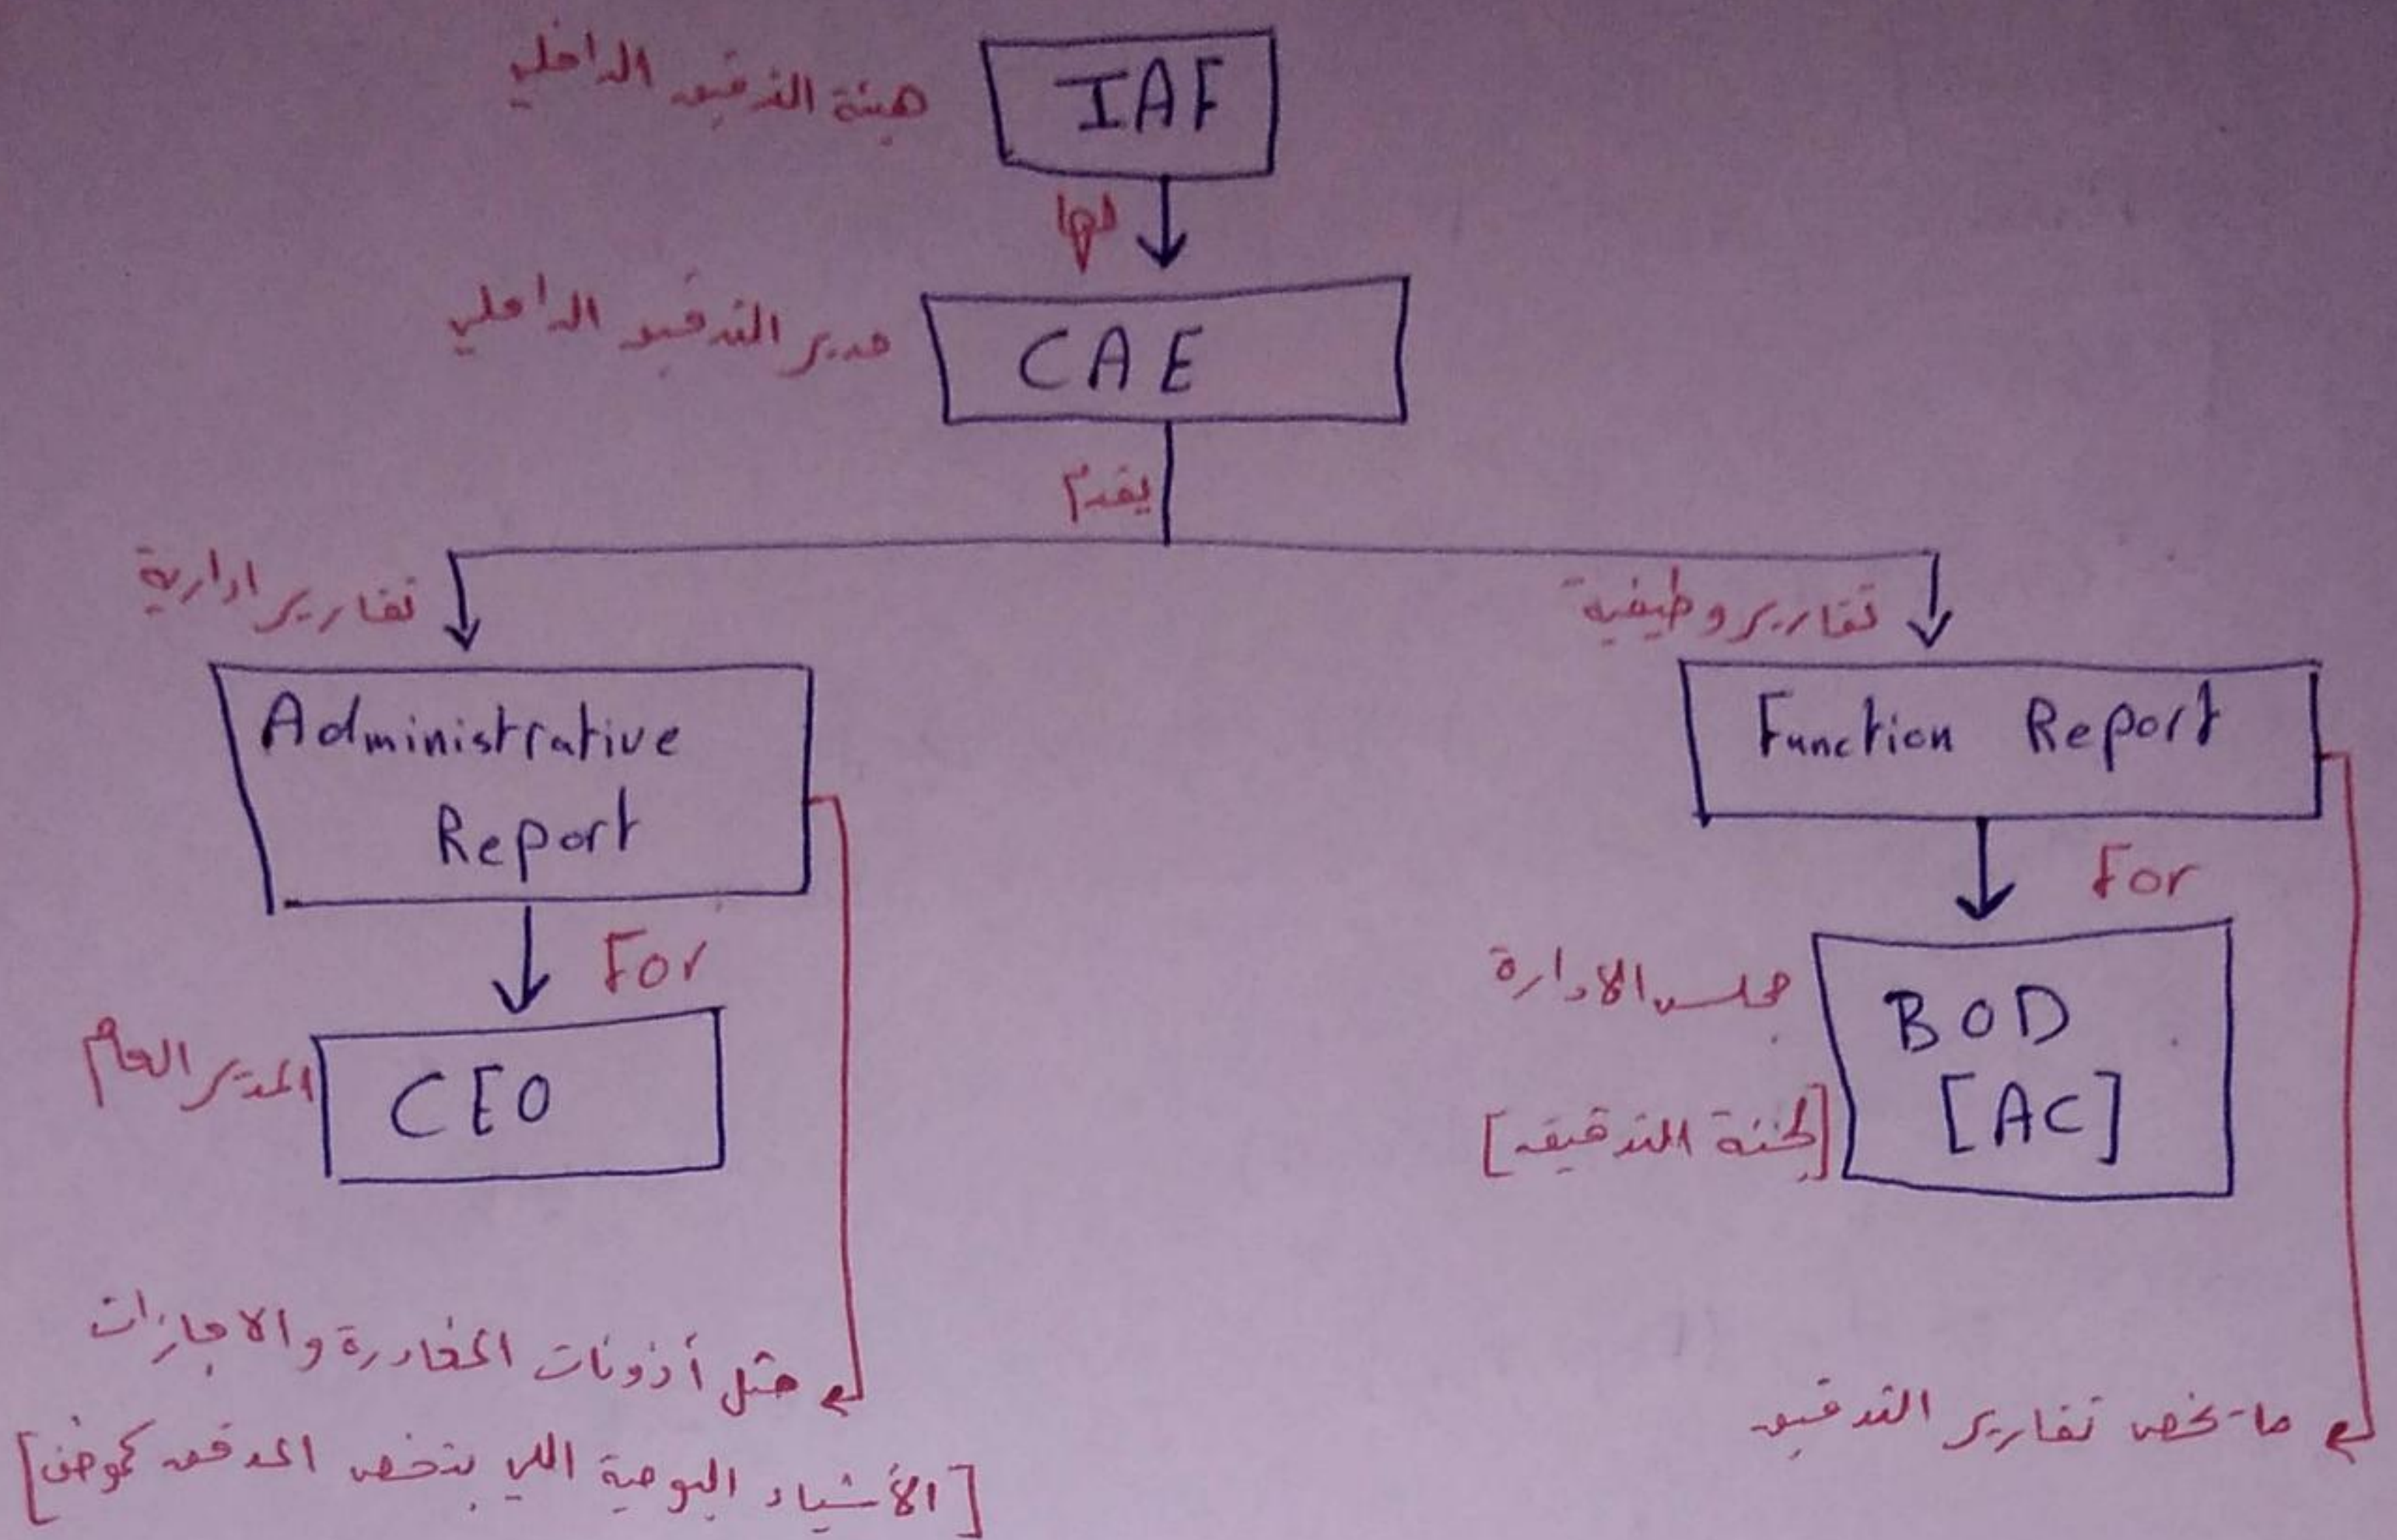 هيئة التدقيق الداخلي
IAF
لها
مدير التدقيق الداخلي
CAE
يقدم
تقارير ادارية
تقارير وظيفية
Administrative
Report
Function Report
For
For
المدير العام
CEO
مجلس الادارة
BOD
[لجنة التدقيق]
[AC]
مثل أذونات المغادرة والاجازات
[الأشياء اليومية اللي بتخص المدقق كموظف]
ما يخص تقارير التدقيق